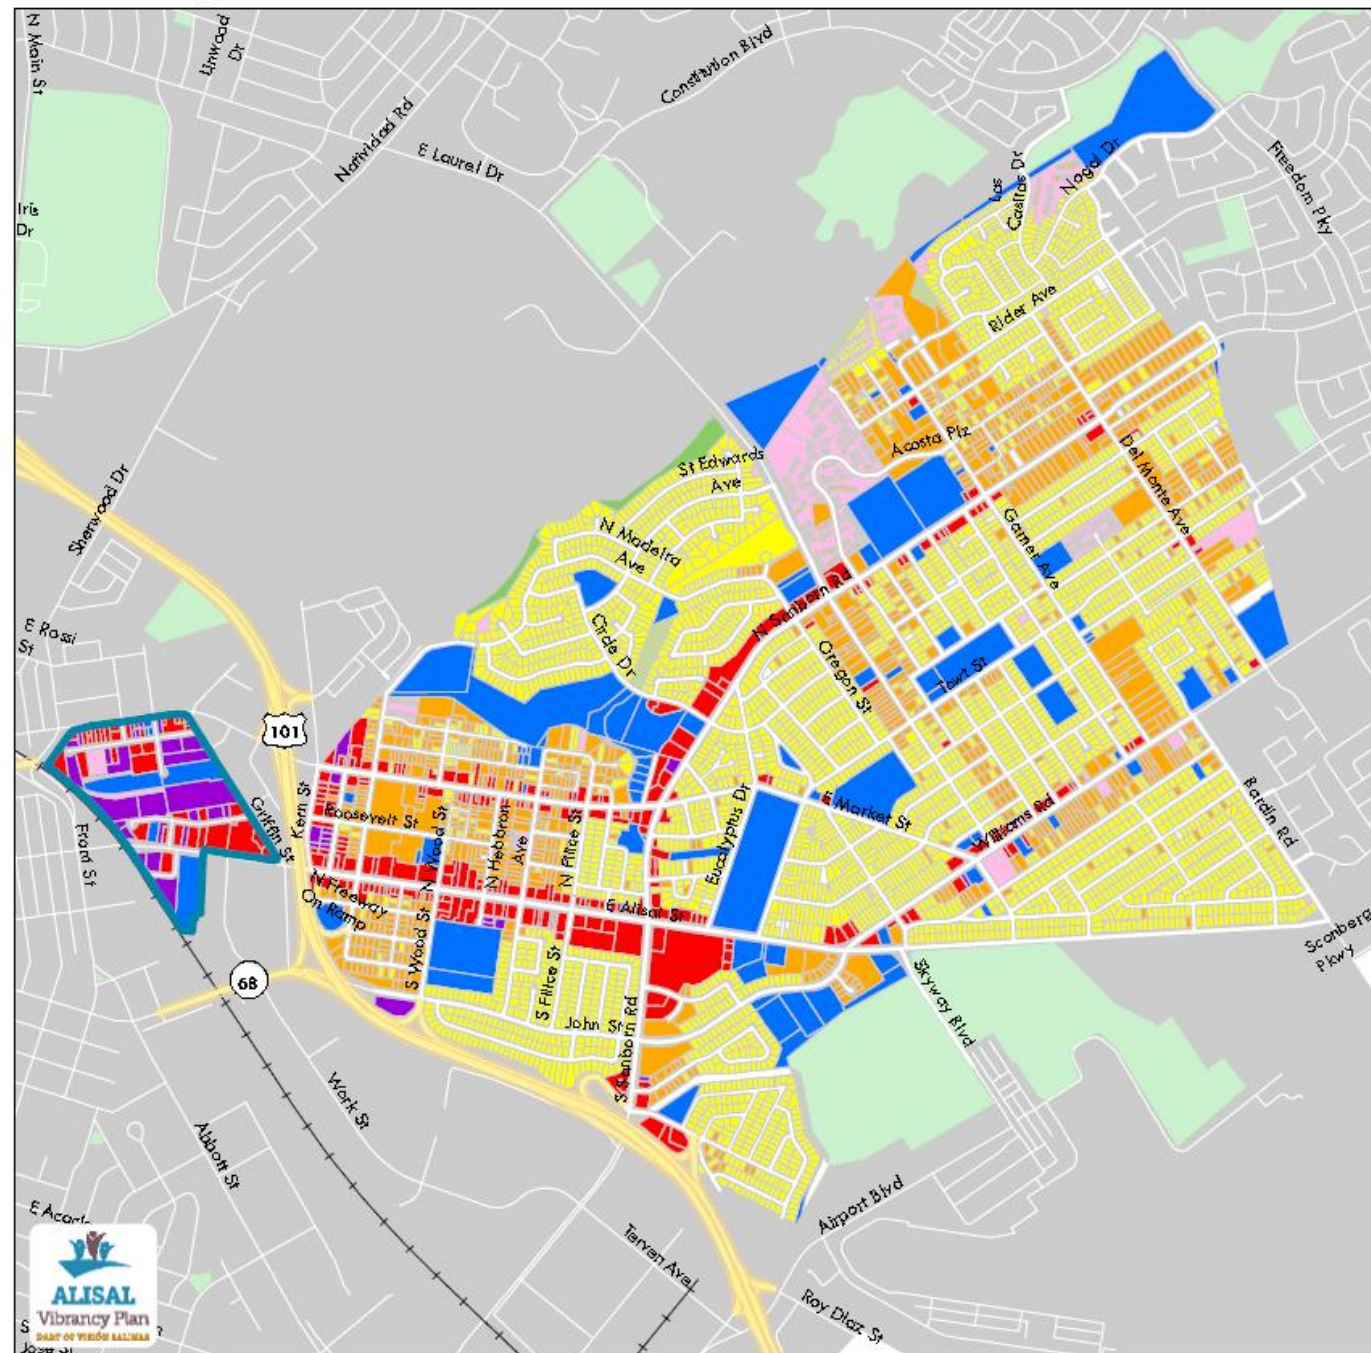 N Main St
Linwood
Dr
Constitution Blvd
Natividad Rd
E Laurel Dr
Iris
Dr
Las
Casitas Dr
Nogal Dr
Freedom Pky
Rider Ave
Acosta Plz
Del Monte Ave
St Edwards
Ave
Sherwood Dr
N Madeira
Ave
Garner Ave
N Sanborn Rd
Circle Dr
Oregon St
Towt St
E Rossi
St
101
Griffin St
Kern St
Roosevelt St
N Wood St
N Hebbron
Ave
N Filice St
Eucalyptus Dr
E Market St
Williams Rd
Bardin Rd
Front St
N Freeway
On Ramp
E Alisal St
S Wood St
S Filice St
Sconberg
Pkwy
68
Skyway Blvd
John St
S Sanborn Rd
Work St
Abbott St
Airport Blvd
Terven Ave
Roy Diaz St
ALISAL
Vibrancy Plan
PART OF VISIÓN SALINAS